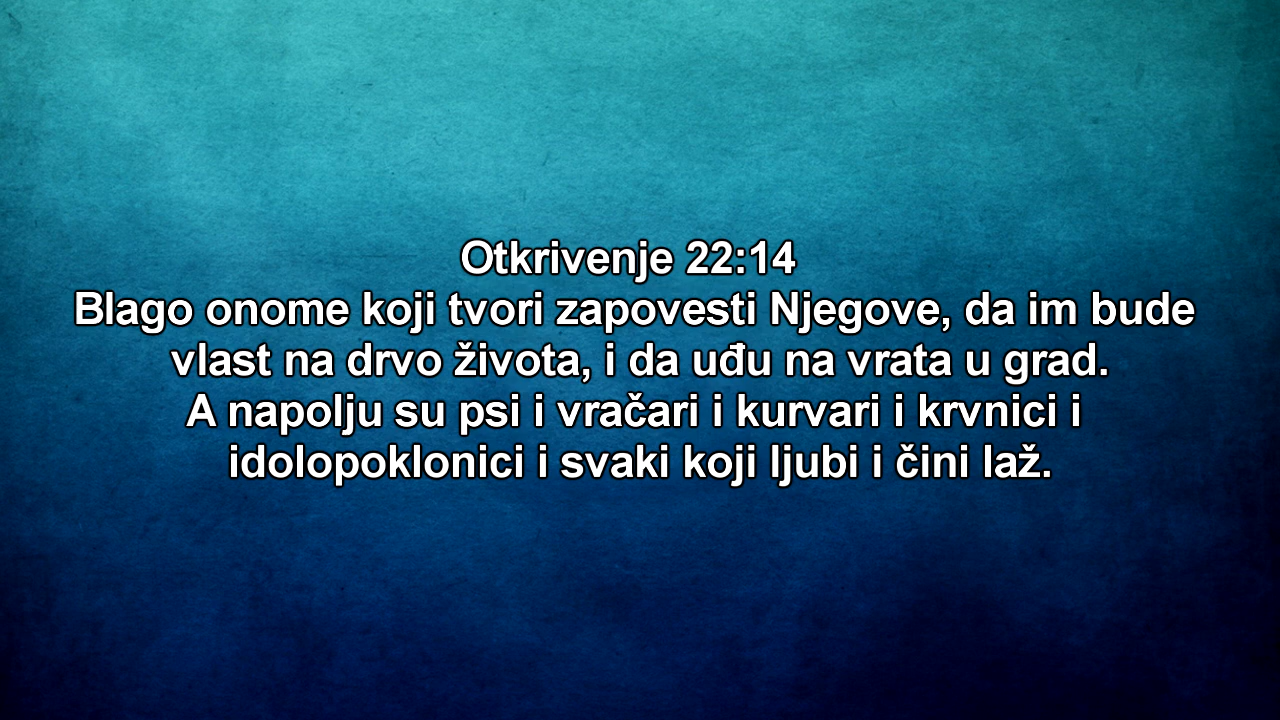 Otkrivenje 22:14
Blago onome koji tvori zapovesti Njegove, da im bude
vlast na drvo života, i da uđu na vrata u grad.
A napolju su psi i vračari i kurvari i krvnici i
idolopoklonici i svaki koji ljubi i čini laž.